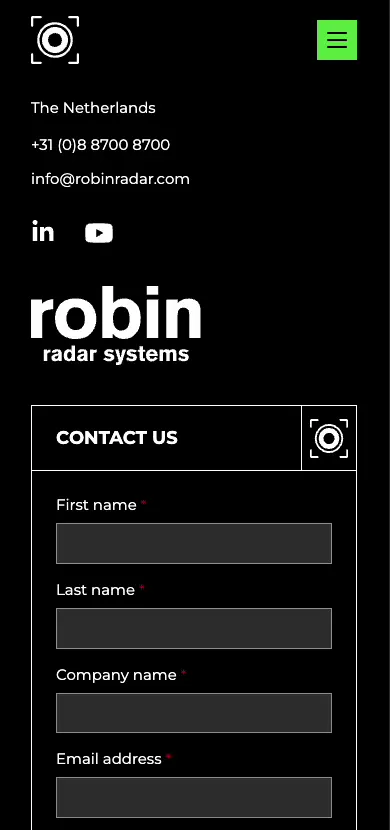 The Netherlands
+31 (0)8 8700 8700
info@robinradar.com
in
robin
radar systems
CONTACT US
First name *
Last name *
Company name *
Email address *